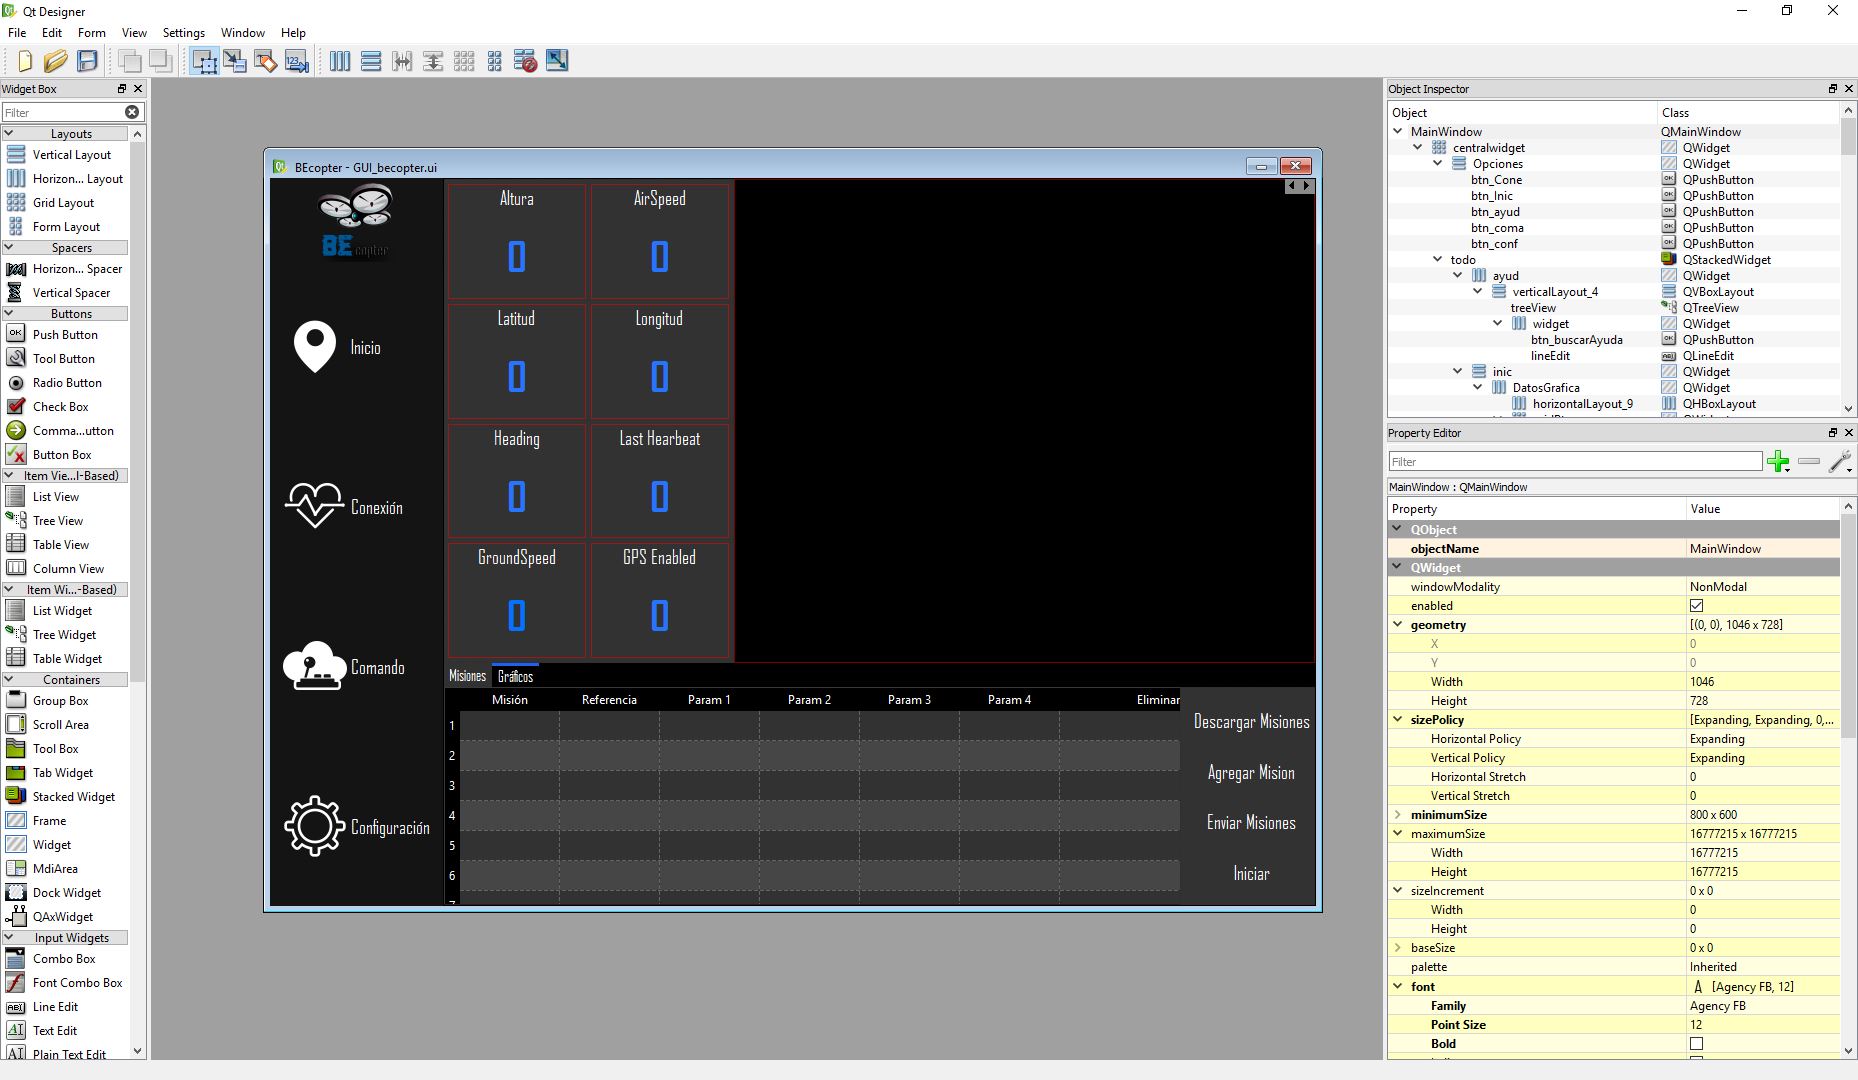 Qt Designer
File Edit Form View Settings Window Help
Widget Box
Filter
Layouts
Vertical Layout
Horizon... Layout
Grid Layout
Form Layout
Spacers
Horizon... Spacer
Vertical Spacer
Buttons
Push Button
Tool Button
Radio Button
Check Box
Comma...utton
Button Box
Item Vie...l-Based)
List View
Tree View
Table View
Column View
Item Wi...-Based)
List Widget
Tree Widget
Table Widget
Containers
Group Box
Scroll Area
Tool Box
Tab Widget
Stacked Widget
Frame
Widget
MdiArea
Dock Widget
QAxWidget
Input Widgets
Combo Box
Font Combo Box
Line Edit
Text Edit
Plain Text Edit
BEcopter - GUI_becopter.ui
BE copter
Inicio
Conexión
Comando
Configuración
Altura AirSpeed
0 0
Latitud Longitud
0 0
Heading Last Hearbeat
0 0
GroundSpeed GPS Enabled
0 0
Misiones Gráficos
Misión Referencia Param 1 Param 2 Param 3 Param 4 Eliminar
1
2
3
4
5
6
7
Descargar Misiones
Agregar Mision
Enviar Misiones
Iniciar
Object Inspector
Object Class
MainWindow QMainWindow
centralwidget QWidget
Opciones QWidget
btn_Cone QPushButton
btn_Inic QPushButton
btn_ayud QPushButton
btn_coma QPushButton
btn_conf QPushButton
todo QStackedWidget
ayud QWidget
verticalLayout_4 QVBoxLayout
treeView QTreeView
widget QWidget
btn_buscarAyuda QPushButton
lineEdit QLineEdit
inic QWidget
DatosGrafica QWidget
horizontalLayout_9 QHBoxLayout
Property Editor
Filter
MainWindow : QMainWindow
Property Value
QObject
objectName MainWindow
QWidget
windowModality NonModal
enabled
geometry [(0, 0), 1046 x 728]
X 0
Y 0
Width 1046
Height 728
sizePolicy [Expanding, Expanding, 0,...
Horizontal Policy Expanding
Vertical Policy Expanding
Horizontal Stretch 0
Vertical Stretch 0
minimumSize 800 x 600
maximumSize 16777215 x 16777215
Width 16777215
Height 16777215
sizeIncrement 0 x 0
Width 0
Height 0
baseSize 0 x 0
palette Inherited
font A [Agency FB, 12]
Family Agency FB
Point Size 12
Bold